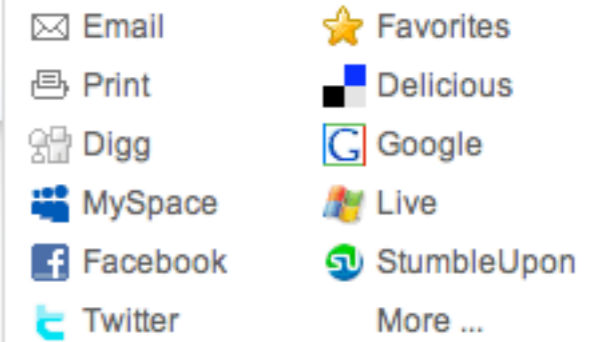 Email
Favorites
Print
Delicious
Digg
Google
MySpace
Live
Facebook
StumbleUpon
Twitter
More ...